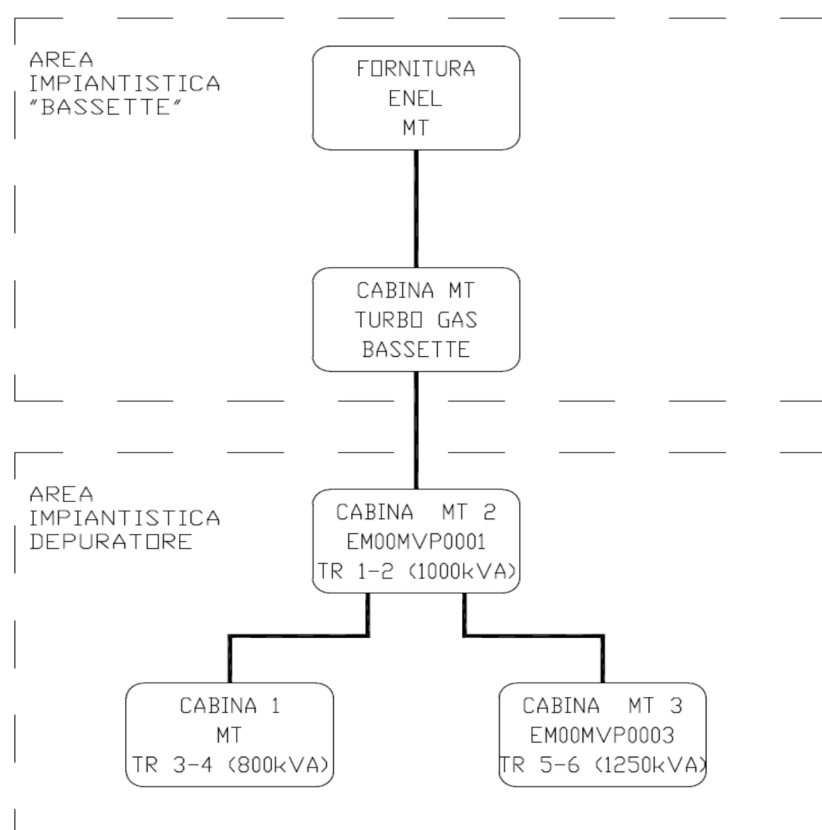 AREA
IMPIANTISTICA
"BASSETTE"
FORNITURA
ENEL
MT
CABINA MT
TURBO GAS
BASSETTE
AREA
IMPIANTISTICA
DEPURATORE
CABINA MT 2
EM00MVP0001
TR 1-2 (1000kVA)
CABINA 1
MT
TR 3-4 (800kVA)
CABINA MT 3
EM00MVP0003
TR 5-6 (1250kVA)